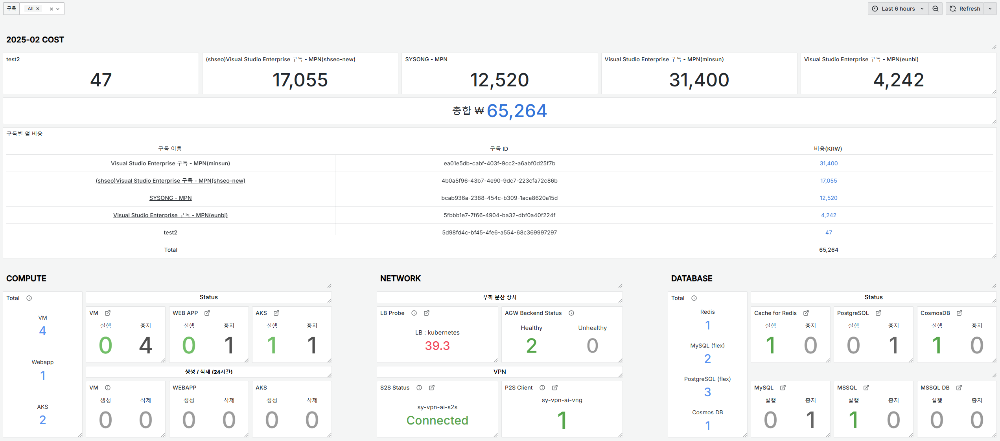 구독 All
Last 6 hours
Refresh
2025-02 COST
test2
47
(shseo)Visual Studio Enterprise 구독 - MPN(shseo-new)
17,055
SYSONG - MPN
12,520
Visual Studio Enterprise 구독 - MPN(minsun)
31,400
Visual Studio Enterprise 구독 - MPN(eunbi)
4,242
총합 ₩ 65,264
구독별 월 비용
구독 이름 구독 ID 비용(KRW)
Visual Studio Enterprise 구독 - MPN(minsun) ea01e5db-cabf-403f-9cc2-a6abf0d25f7b 31,400
(shseo)Visual Studio Enterprise 구독 - MPN(shseo-new) 4b0a5f96-43b7-4e90-9dc7-223cfa72c86b 17,055
SYSONG - MPN bcab936a-2388-454c-b309-1aca8620a15d 12,520
Visual Studio Enterprise 구독 - MPN(eunbi) 5fbbb1e7-7f66-4904-ba32-dbf0a40f224f 4,242
test2 5d98fd4c-bf45-4fe6-a554-68c369997297 47
Total 65,264
COMPUTE
Total
VM
4
Webapp
1
AKS
2
Status
VM
실행 중지
0 4
WEB APP
실행 중지
0 1
AKS
실행 중지
1 1
생성 / 삭제 (24시간)
VM
생성 삭제
0 0
WEBAPP
생성 삭제
0 0
AKS
생성 삭제
0 0
NETWORK
부하 분산 장치
LB Probe
LB : kubernetes
39.3
AGW Backend Status
Healthy Unhealthy
2 0
VPN
S2S Status
sy-vpn-ai-s2s
Connected
P2S Client
sy-vpn-ai-vng
1
DATABASE
Total
Redis
1
MySQL (flex)
2
PostgreSQL (flex)
3
Cosmos DB
1
Status
Cache for Redis
실행 중지
1 0
PostgreSQL
실행 중지
0 1
CosmosDB
실행 중지
1 0
MySQL
실행 중지
0 1
MSSQL
실행 중지
1 0
MSSQL DB
실행 중지
0 0